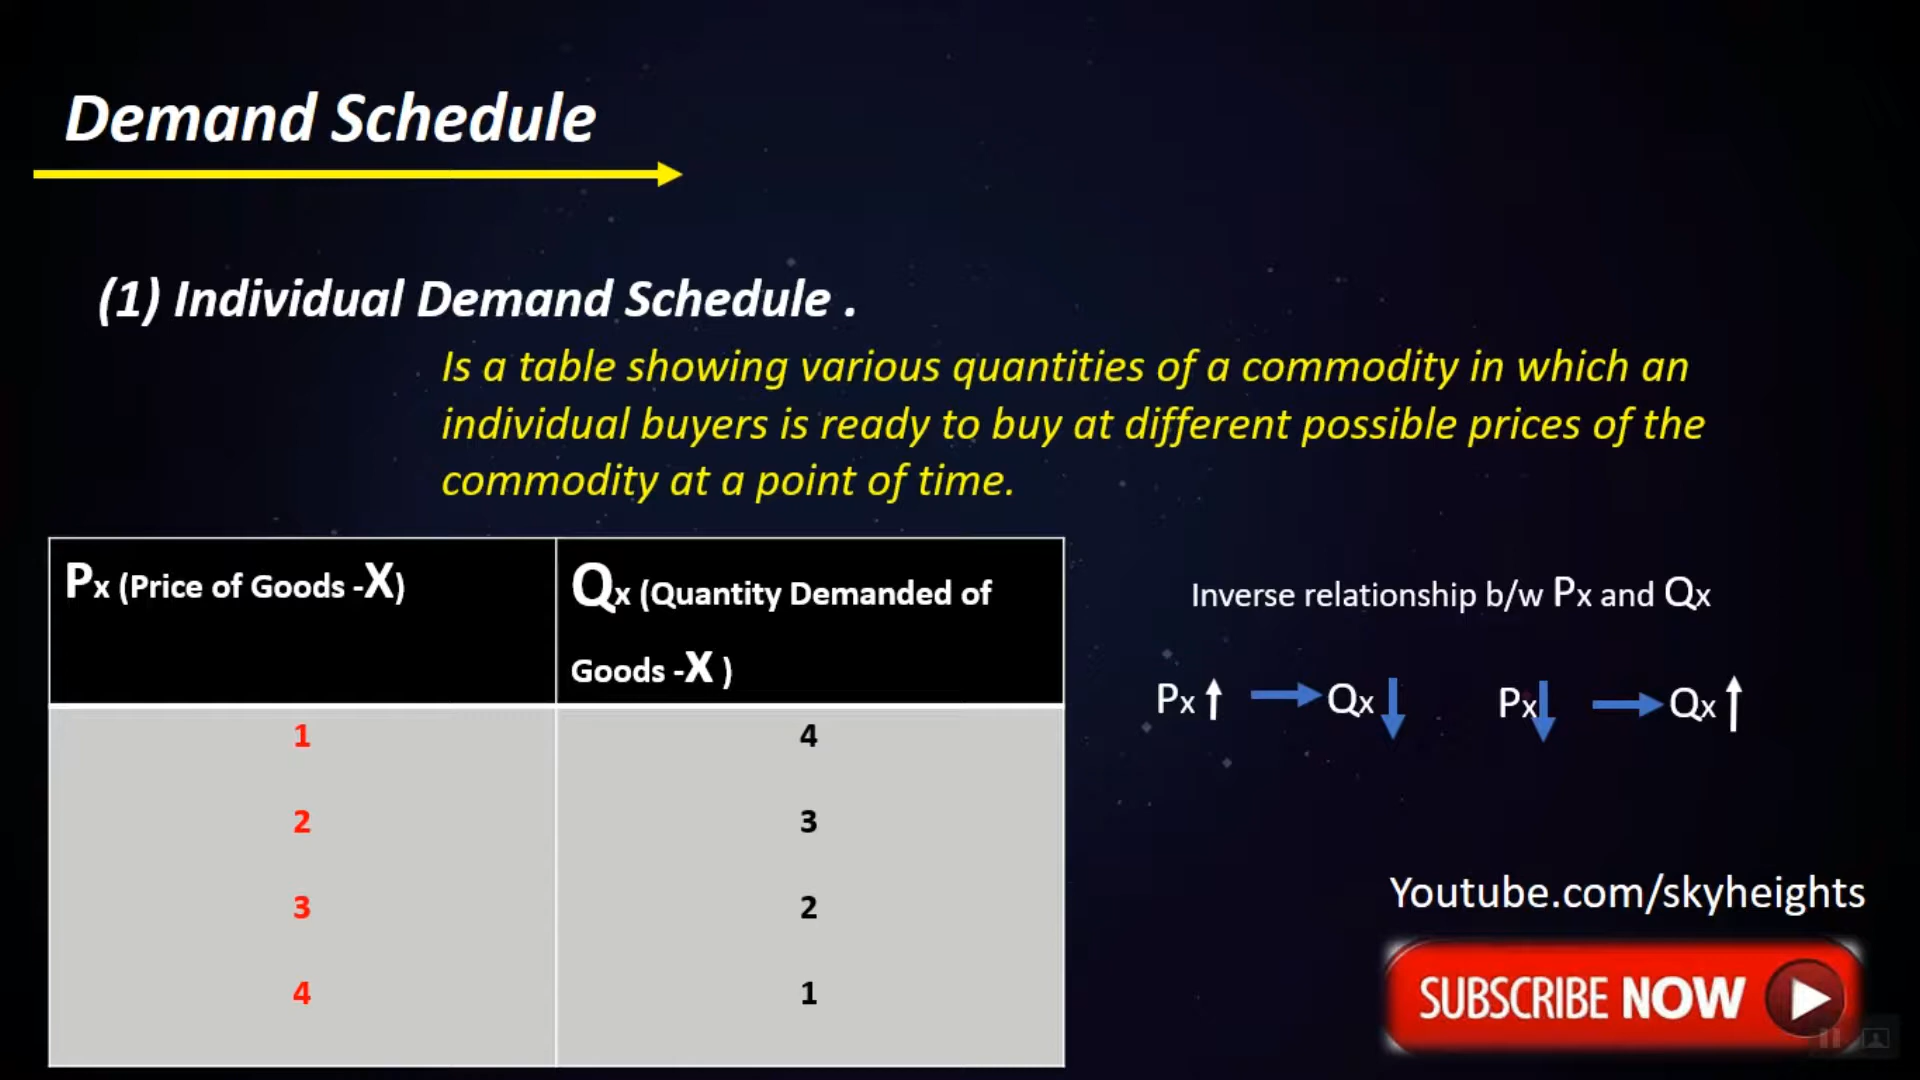 Demand Schedule
(1) Individual Demand Schedule .
Is a table showing various quantities of a commodity in which an
individual buyers is ready to buy at different possible prices of the
commodity at a point of time.
Px (Price of Goods -X)
Qx (Quantity Demanded of
Goods -X )
1 4
2 3
3 2
4 1
Inverse relationship b/w Px and Qx
Px Qx Px Qx
Youtube.com/skyheights
SUBSCRIBE NOW